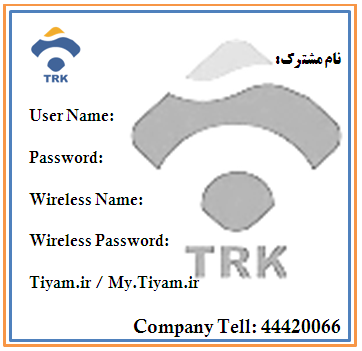 نام مشترک:
TRK
User Name:
Password:
Wireless Name:
Wireless Password:
TRK
Tiyam.ir / My.Tiyam.ir
Company Tell: 44420066